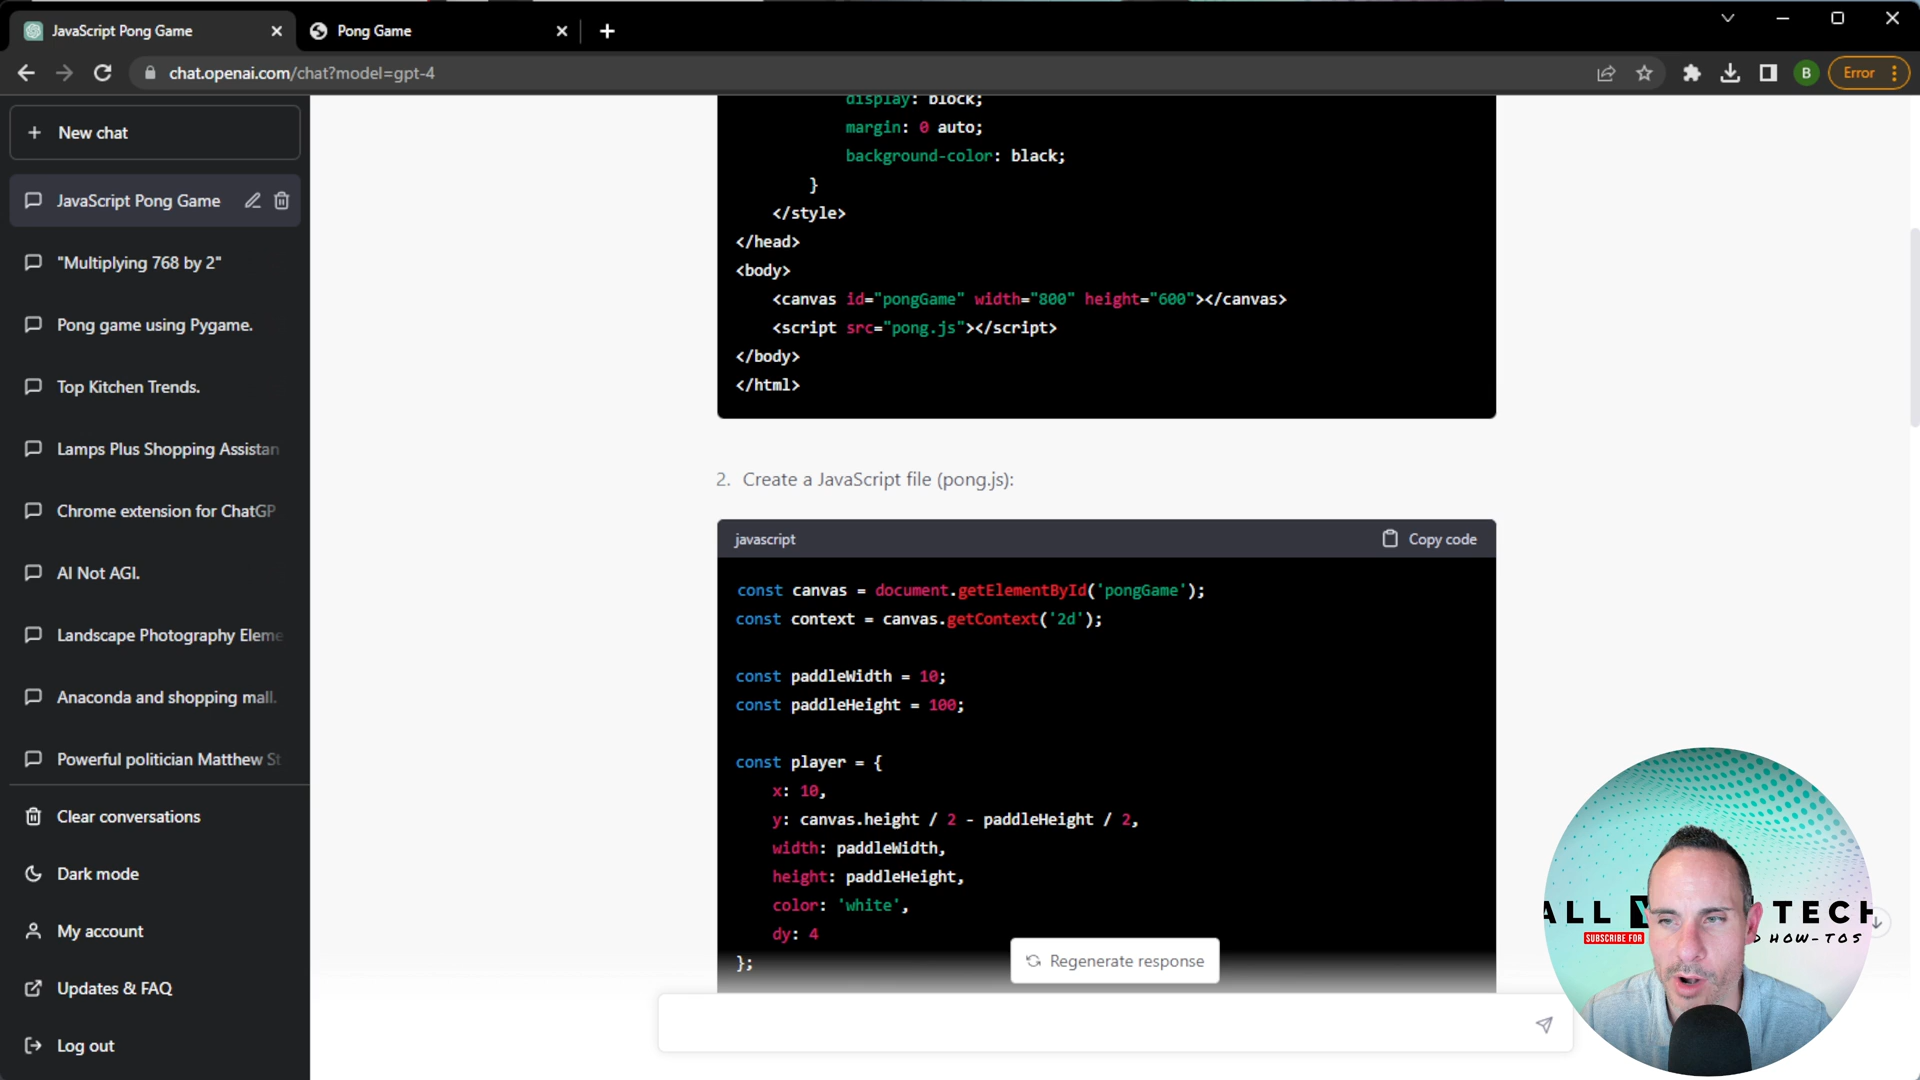 JavaScript Pong Game
Pong Game
chat.openai.com/chat?model=gpt-4
B
Error
New chat
JavaScript Pong Game
"Multiplying 768 by 2"
Pong game using Pygame.
Top Kitchen Trends.
Lamps Plus Shopping Assistan
Chrome extension for ChatGP
AI Not AGI.
Landscape Photography Eleme
Anaconda and shopping mall.
Powerful politician Matthew St
Clear conversations
Dark mode
My account
Updates & FAQ
Log out
display: block;
margin: 0 auto;
background-color: black;
}
</style>
</head>
<body>
<canvas id="pongGame" width="800" height="600"></canvas>
<script src="pong.js"></script>
</body>
</html>
2. Create a JavaScript file (pong.js):
javascript
Copy code
const canvas = document.getElementById('pongGame');
const context = canvas.getContext('2d');
const paddleWidth = 10;
const paddleHeight = 100;
const player = {
x: 10,
y: canvas.height / 2 - paddleHeight / 2,
width: paddleWidth,
height: paddleHeight,
color: 'white',
dy: 4
};
Regenerate response
ALL Y TECH
SUBSCRIBE FOR HOW-TOS